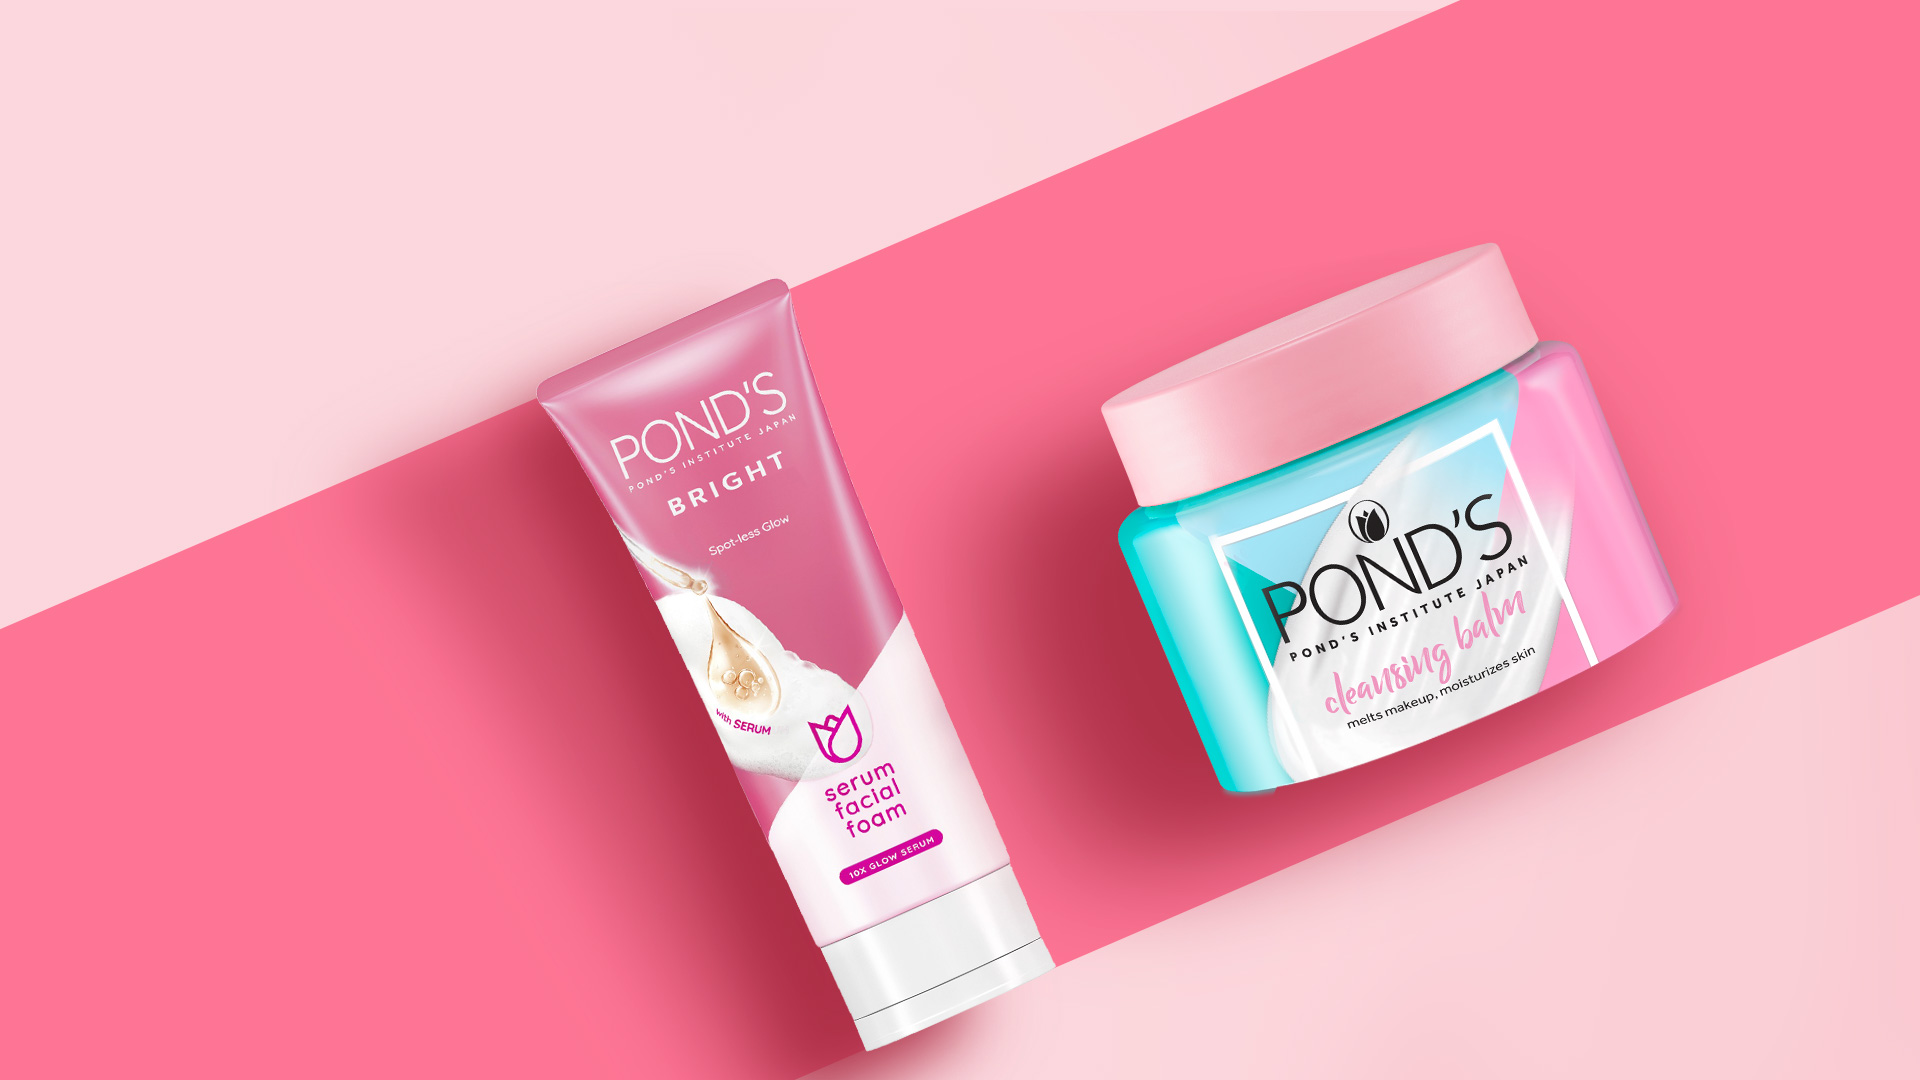 POND'S
POND'S INSTITUTE JAPAN
BRIGHT
Spot-less Glow
with SERUM
serum
facial
foam
10X GLOW SERUM
POND'S
POND'S INSTITUTE JAPAN
cleansing balm
melts makeup, moisturizes skin